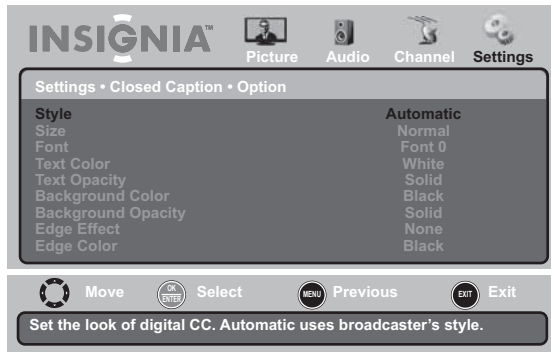 INSIGNIA™
Picture Audio Channel Settings
Settings • Closed Caption • Option
Style Automatic
Size Normal
Font Font 0
Text Color White
Text Opacity Solid
Background Color Black
Background Opacity Solid
Edge Effect None
Edge Color Black
Move OK ENTER Select MENU Previous EXIT Exit
Set the look of digital CC. Automatic uses broadcaster's style.